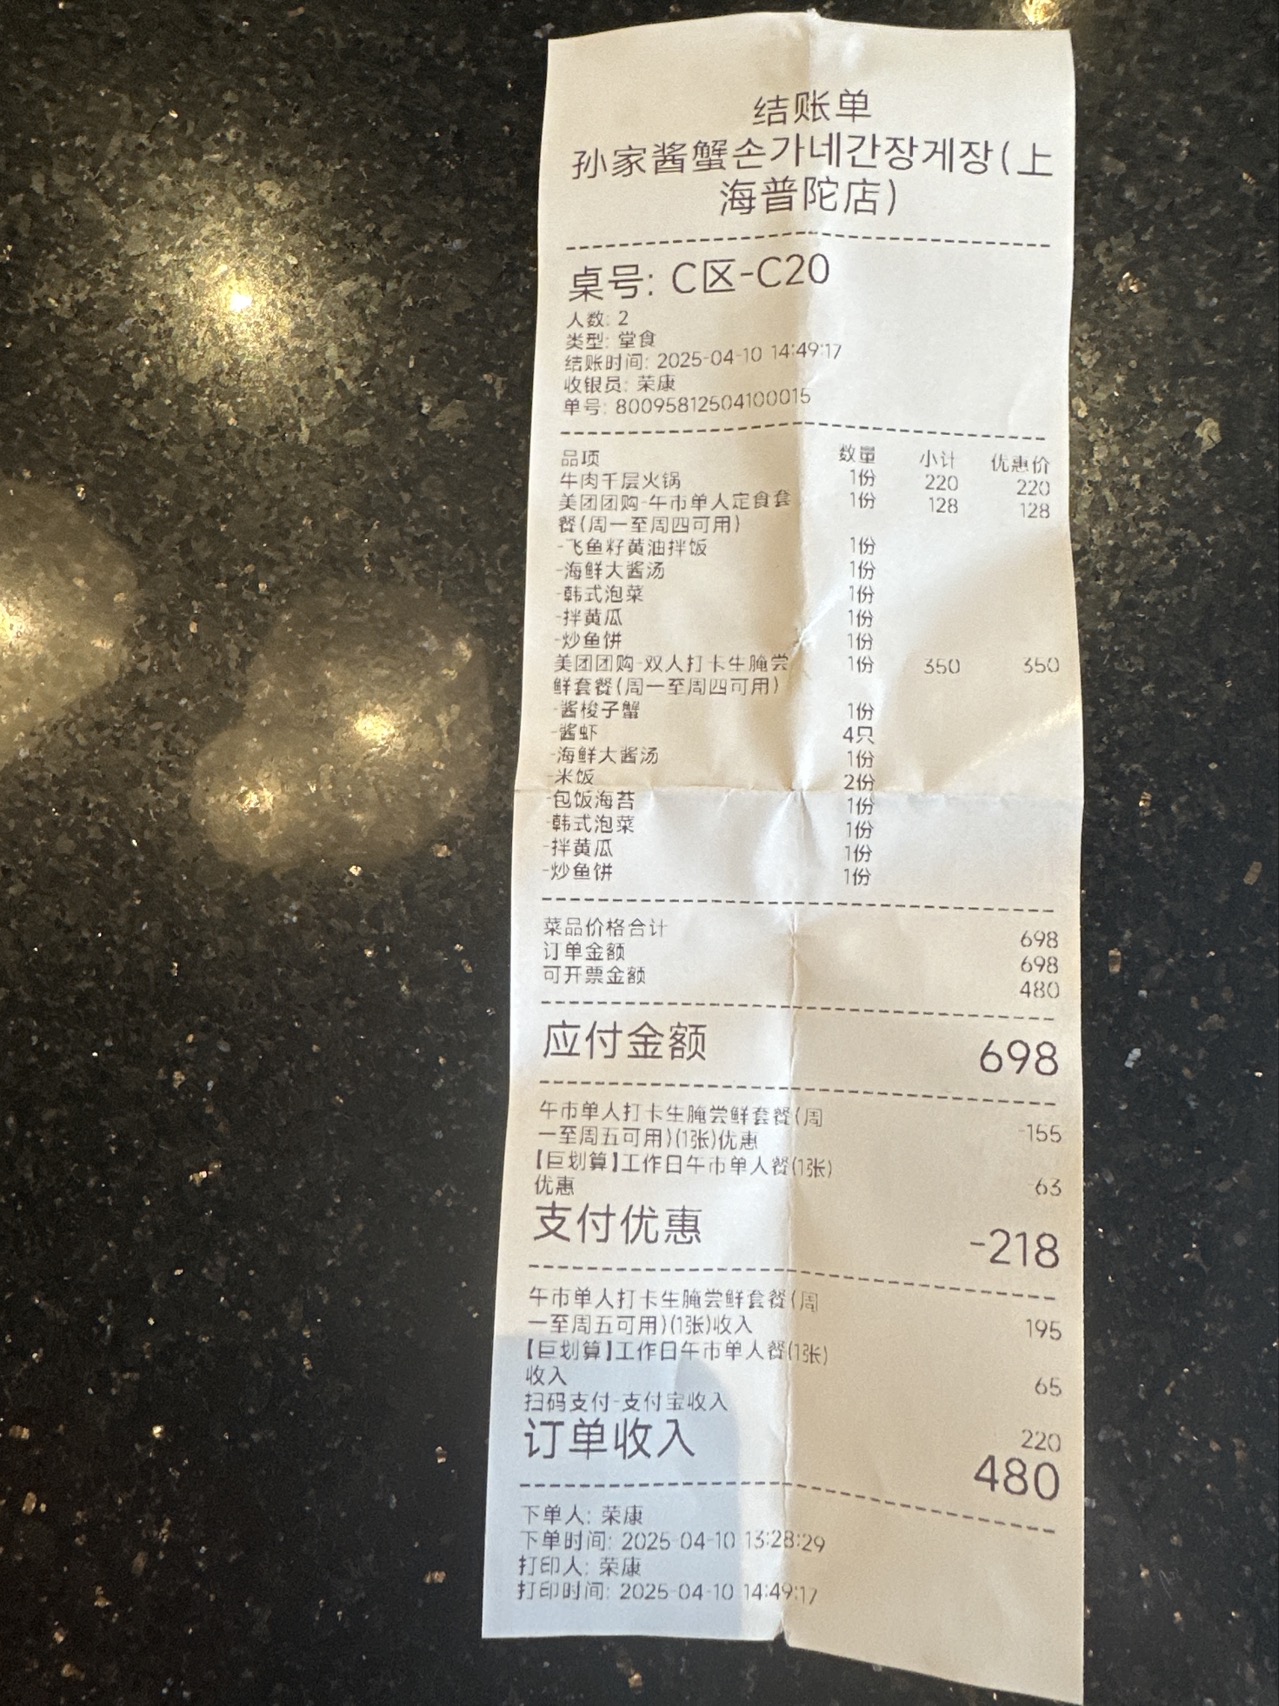 结账单
孙家酱蟹손가네간장게장(上
海普陀店)
桌号: C区-C20
人数: 2
类型: 堂食
结账时间: 2025-04-10 14:49:17
收银员: 荣康
单号: 80095812504100015
品项 数量 小计 优惠价
牛肉千层火锅 1份 220 220
美团团购-午市单人定食套 1份 128 128
餐(周一至周四可用)
-飞鱼籽黄油拌饭 1份
-海鲜大酱汤 1份
-韩式泡菜 1份
-拌黄瓜 1份
-炒鱼饼 1份
美团团购-双人打卡生腌尝 1份 350 350
鲜套餐(周一至周四可用)
-酱梭子蟹 1份
-酱虾 4只
-海鲜大酱汤 1份
-米饭 2份
-包饭海苔 1份
-韩式泡菜 1份
-拌黄瓜 1份
-炒鱼饼 1份
菜品价格合计 698
订单金额 698
可开票金额 480
应付金额 698
午市单人打卡生腌尝鲜套餐(周
一至周五可用)(1张)优惠 -155
【巨划算】工作日午市单人餐(1张)
优惠 -63
支付优惠 -218
午市单人打卡生腌尝鲜套餐(周
一至周五可用)(1张)收入 195
【巨划算】工作日午市单人餐(1张)
收入 65
扫码支付-支付宝收入 220
订单收入 480
下单人: 荣康
下单时间: 2025-04-10 13:28:29
打印人: 荣康
打印时间: 2025-04-10 14:49:17